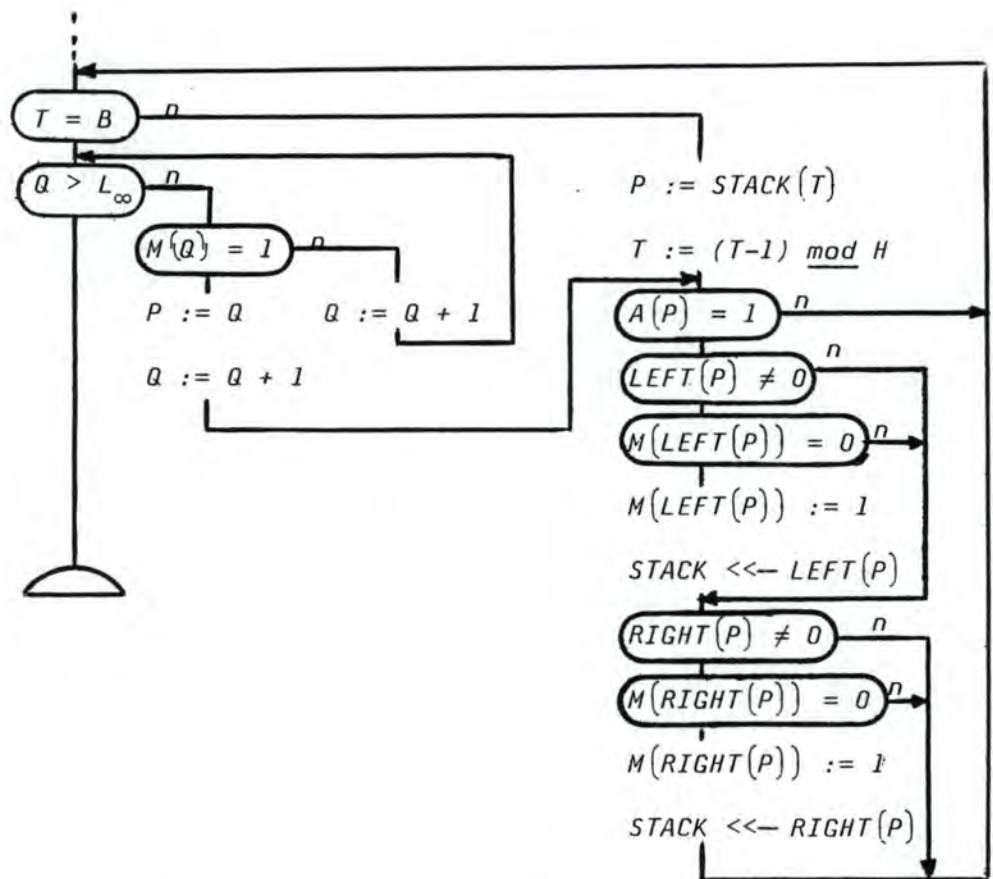 T = B n
Q > L∞ n
M(Q) = 1 n
P := Q
Q := Q + 1
Q := Q + 1
P := STACK(T)
T := (T-1) mod H
A(P) = 1 n
LEFT(P) ≠ 0 n
M(LEFT(P)) = 0 n
M(LEFT(P)) := 1
STACK <<— LEFT(P)
RIGHT(P) ≠ 0 n
M(RIGHT(P)) = 0 n
M(RIGHT(P)) := 1
STACK <<— RIGHT(P)